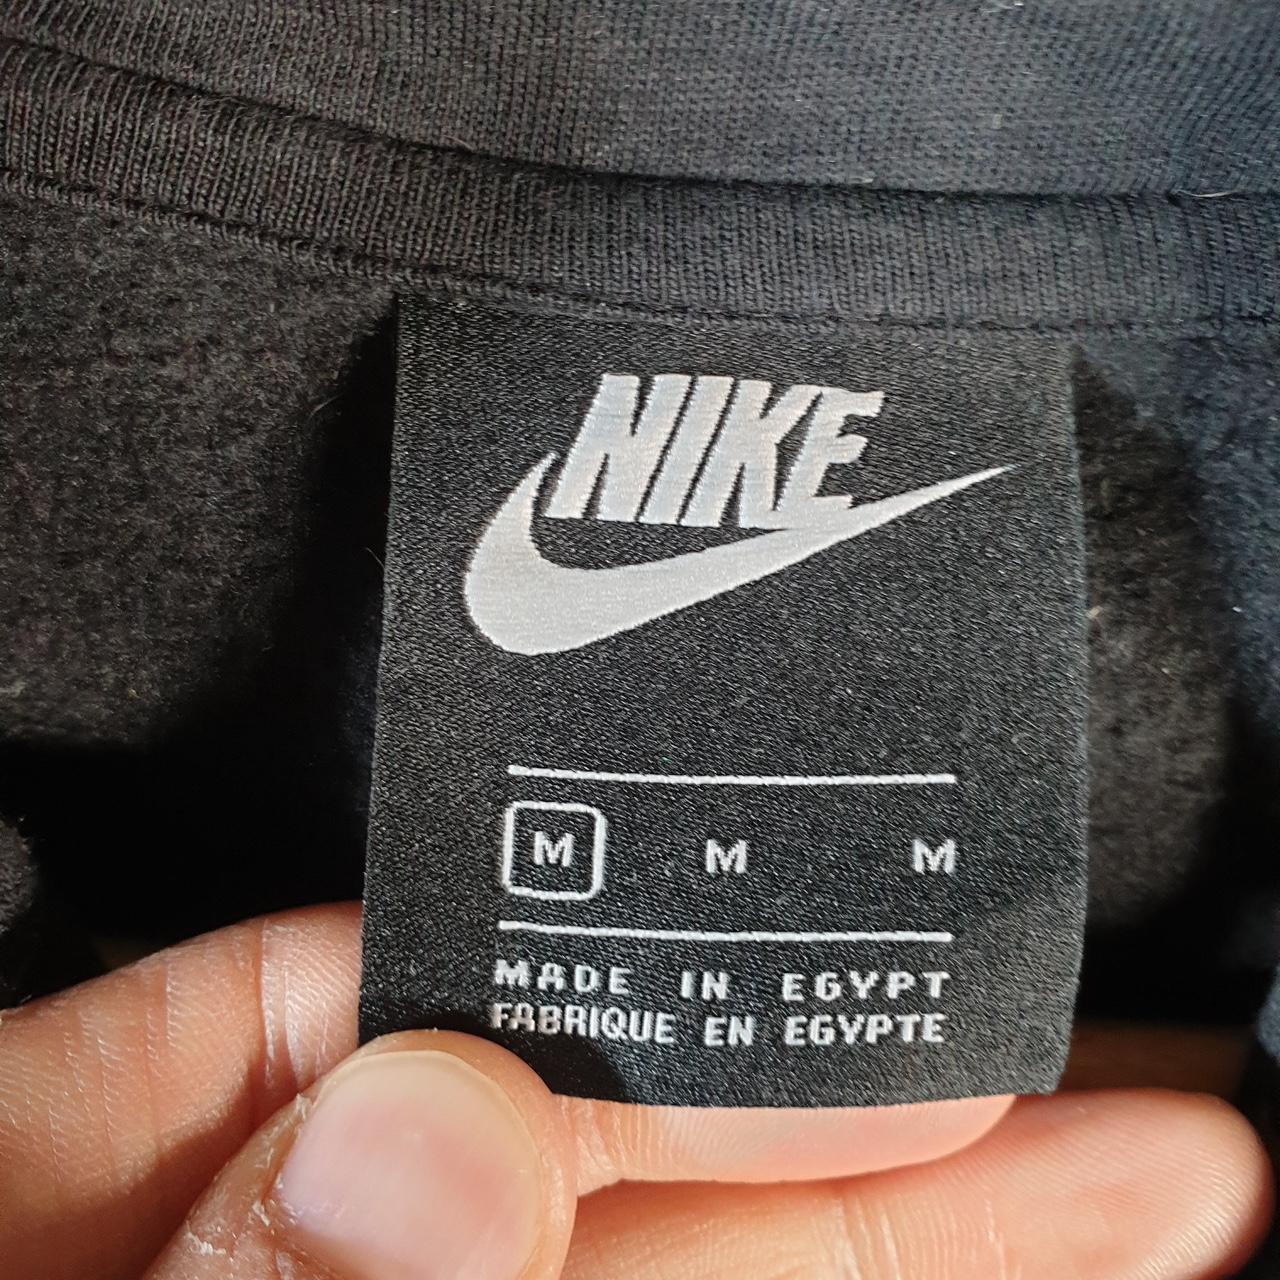 NIKE
M M M
MADE IN EGYPT
FABRIQUE EN EGYPTE